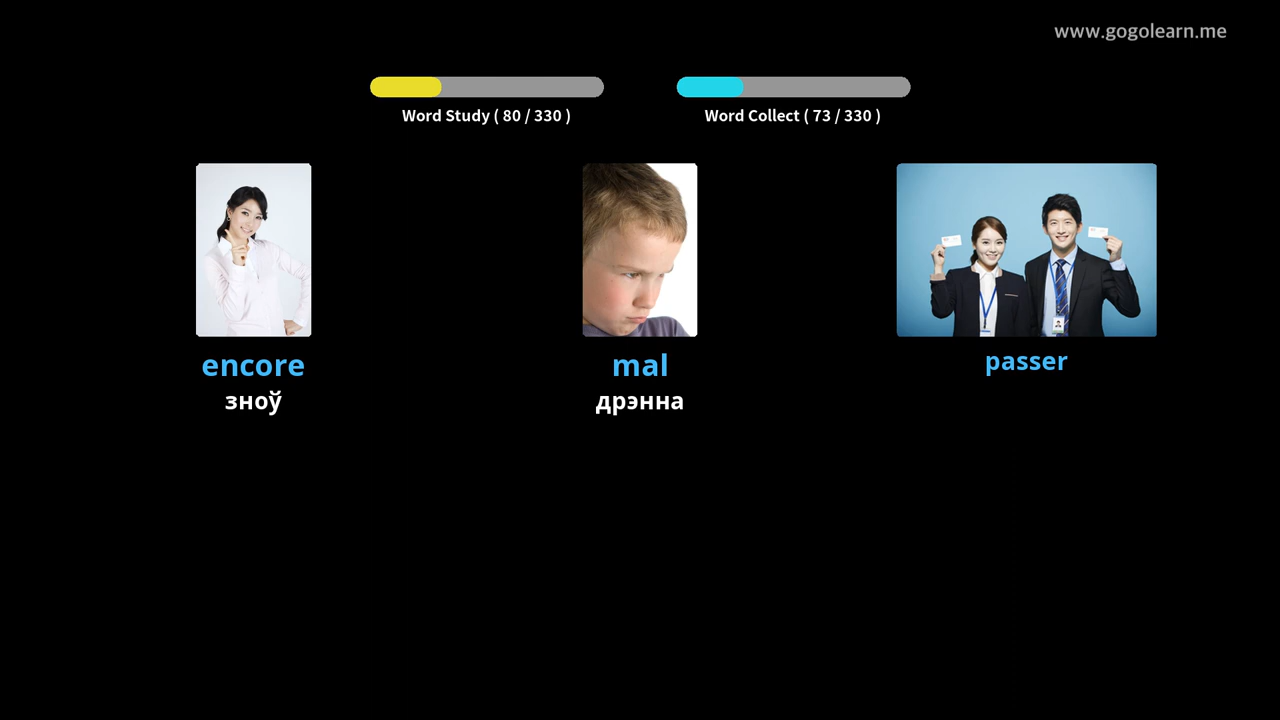 www.gogolearn.me
Word Study ( 80 / 330 )
Word Collect ( 73 / 330 )
encore
зноў
mal
дрэнна
passer